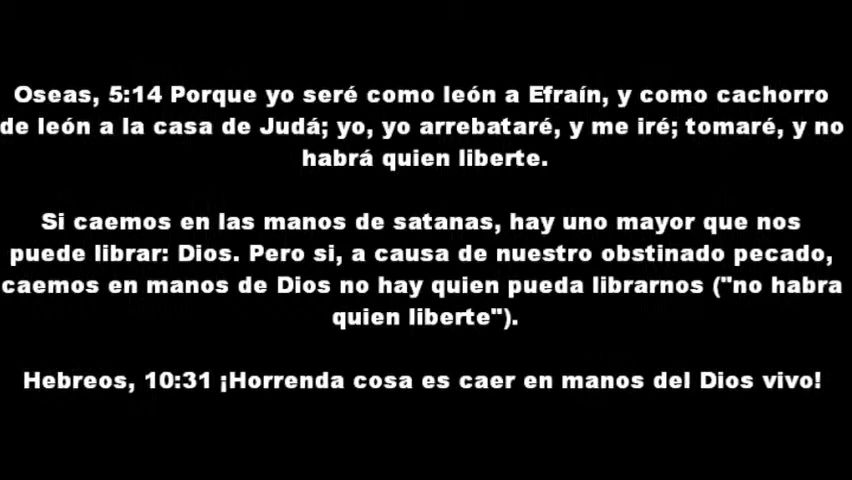 Oseas, 5:14 Porque yo seré como león a Efraín, y como cachorro
de león a la casa de Judá; yo, yo arrebataré, y me iré; tomaré, y no
habrá quien liberte.
Si caemos en las manos de satanas, hay uno mayor que nos
puede librar: Dios. Pero si, a causa de nuestro obstinado pecado,
caemos en manos de Dios no hay quien pueda librarnos ("no habra
quien liberte").
Hebreos, 10:31 ¡Horrenda cosa es caer en manos del Dios vivo!